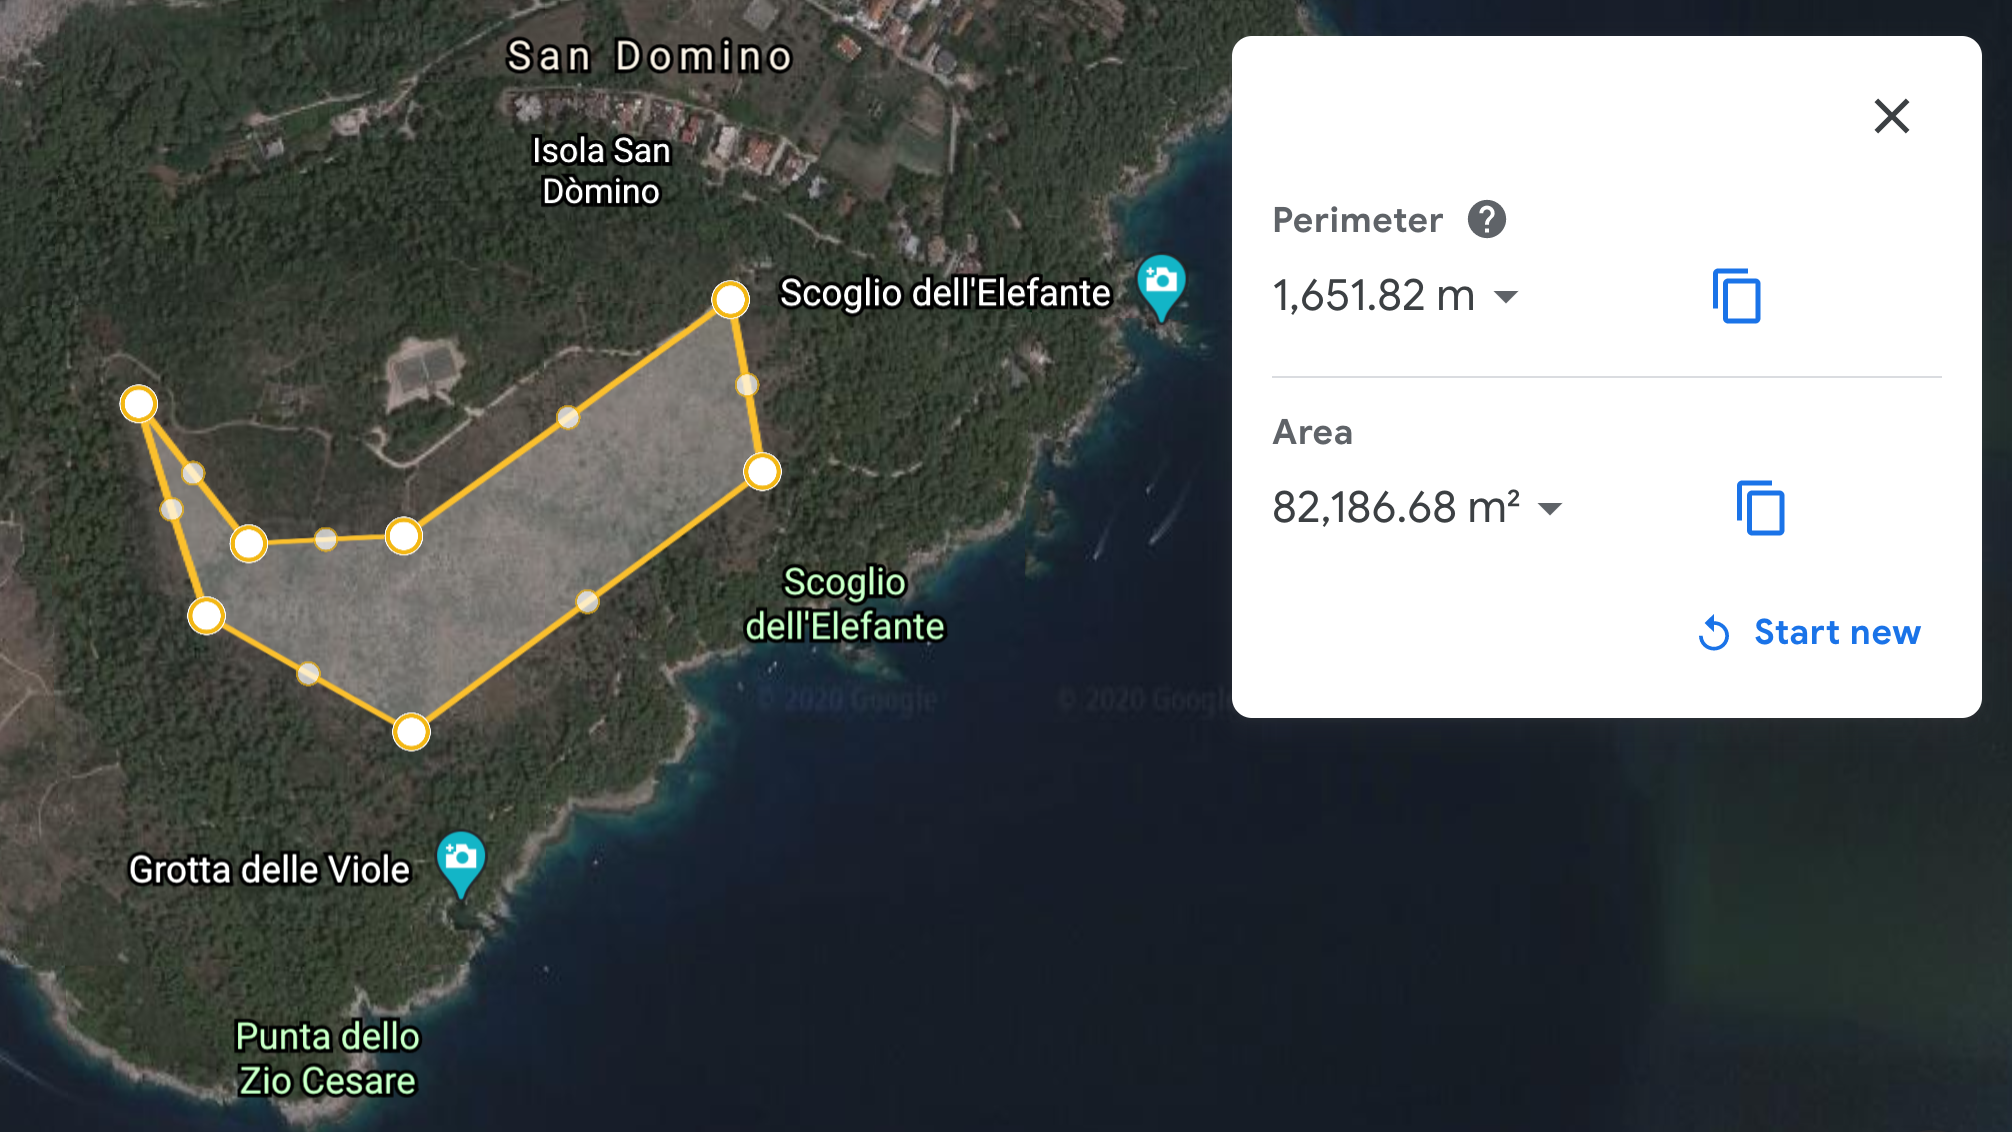 San Domino
Isola San
Dòmino
Scoglio dell'Elefante
Scoglio
dell'Elefante
© 2020 Google
© 2020 Google
Grotta delle Viole
Punta dello
Zio Cesare
Perimeter
1,651.82 m
Area
82,186.68 m²
Start new